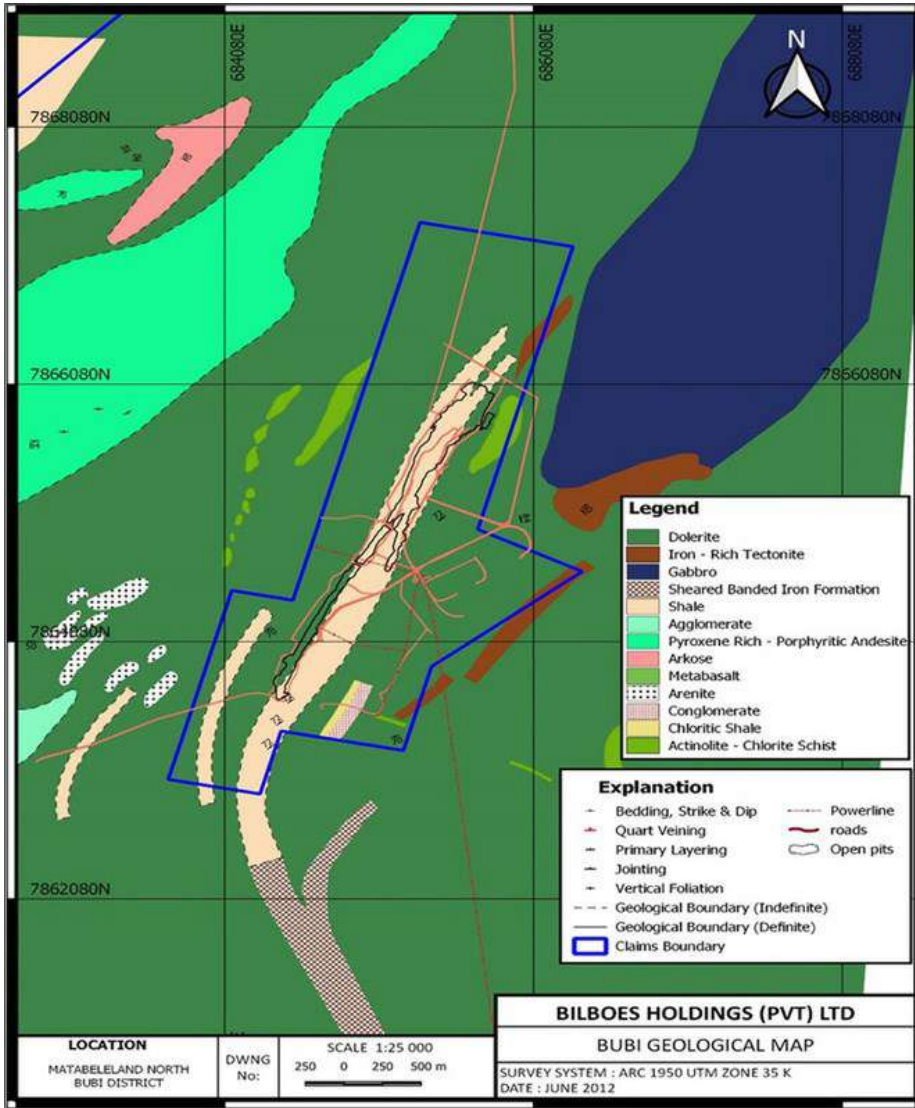 684080E
686080E
688080E
N
7868080N
7868080N
7866080N
7866080N
7864080N
7862080N
Legend
Dolerite
Iron - Rich Tectonite
Gabbro
Sheared Banded Iron Formation
Shale
Agglomerate
Pyroxene Rich - Porphyritic Andesite
Arkose
Metabasalt
Arenite
Conglomerate
Chloritic Shale
Actinolite - Chlorite Schist
Explanation
Bedding, Strike & Dip
Quart Veining
Primary Layering
Jointing
Vertical Foliation
Geological Boundary (Indefinite)
Geological Boundary (Definite)
Claims Boundary
Powerline
roads
Open pits
LOCATION
MATABELELAND NORTH
BUBI DISTRICT
DWNG
No:
SCALE 1:25 000
250 0 250 500 m
BILBOES HOLDINGS (PVT) LTD
BUBI GEOLOGICAL MAP
SURVEY SYSTEM : ARC 1950 UTM ZONE 35 K
DATE : JUNE 2012